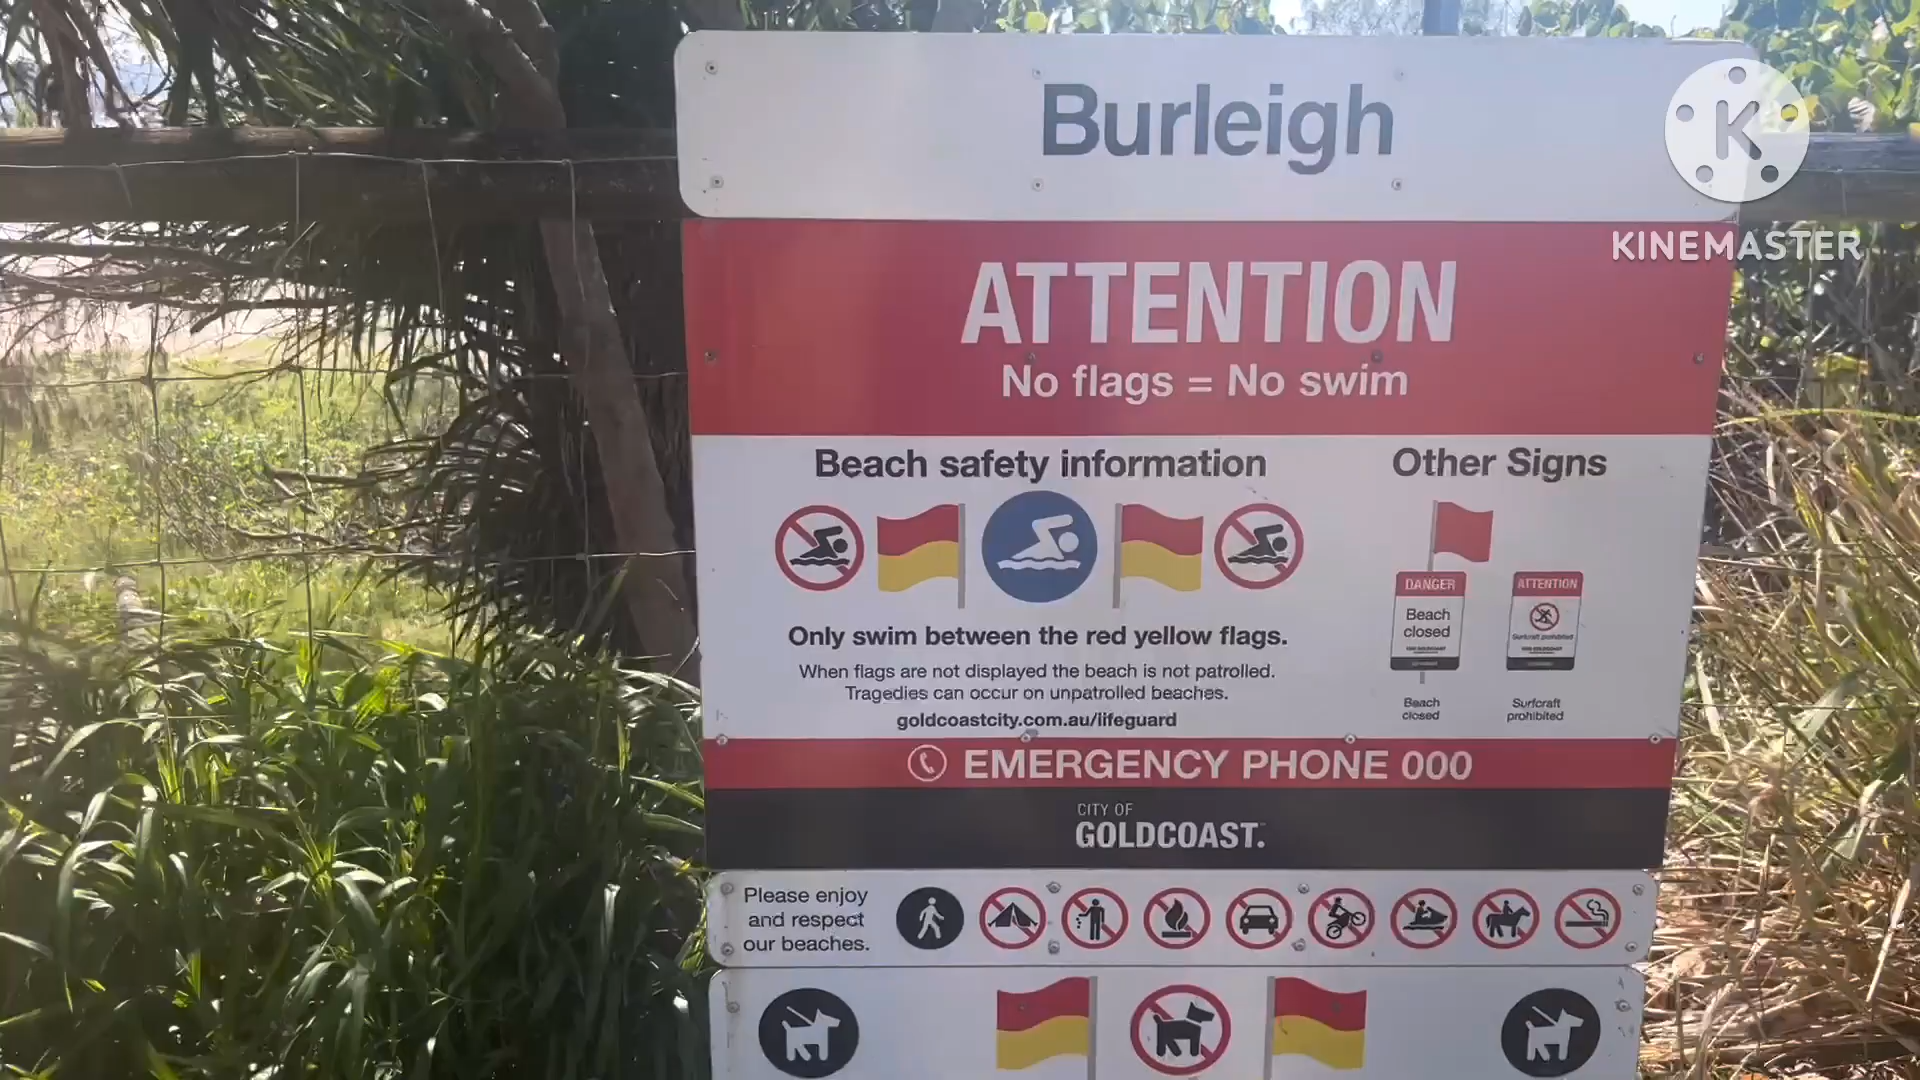 Burleigh
K
KINEMASTER
ATTENTION
No flags = No swim
Beach safety information
Other Signs
DANGER
Beach
closed
ATTENTION
Surfcraft prohibited
Only swim between the red yellow flags.
When flags are not displayed the beach is not patrolled.
Tragedies can occur on unpatrolled beaches.
goldcoastcity.com.au/lifeguard
Beach
closed
Surfcraft
prohibited
EMERGENCY PHONE 000
CITY OF
GOLDCOAST.
Please enjoy
and respect
our beaches.